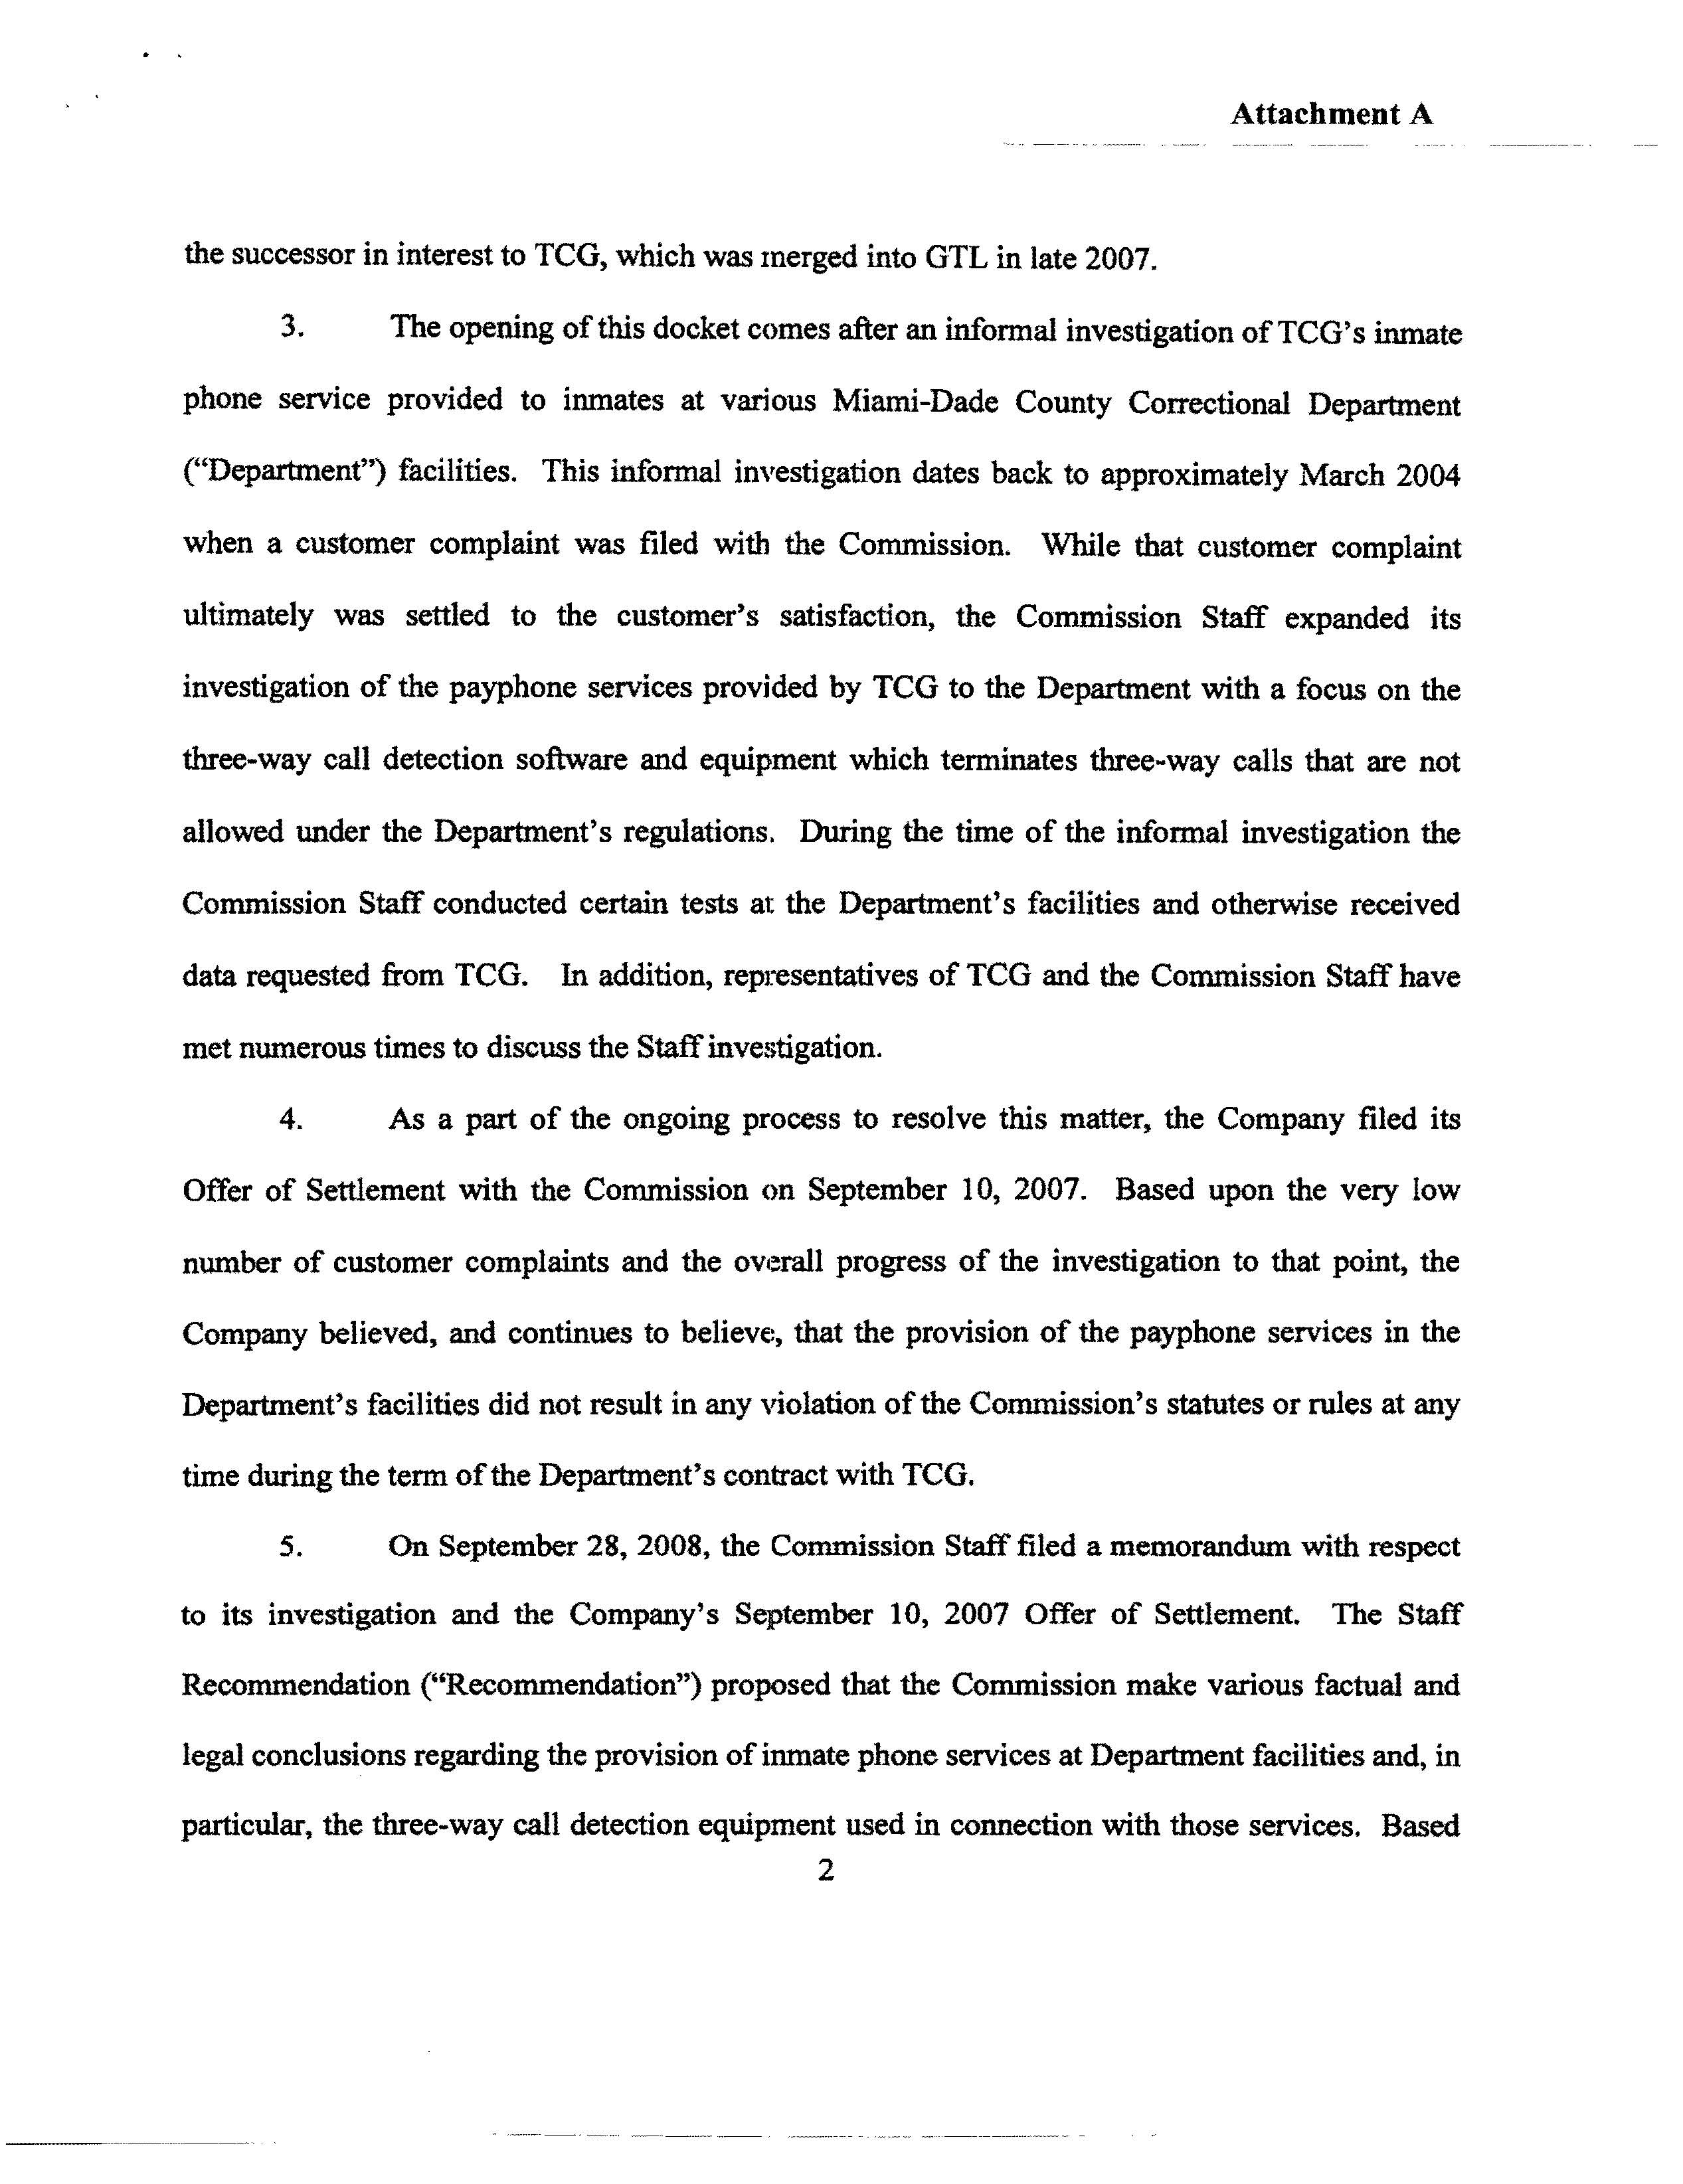 Attachment A
the successor in interest to TCG, which was merged into GTL in late 2007.
3. The opening of this docket comes after an informal investigation of TCG's inmate
phone service provided to inmates at various Miami-Dade County Correctional Department
("Department") facilities. This informal investigation dates back to approximately March 2004
when a customer complaint was filed with the Commission. While that customer complaint
ultimately was settled to the customer's satisfaction, the Commission Staff expanded its
investigation of the payphone services provided by TCG to the Department with a focus on the
three-way call detection software and equipment which terminates three-way calls that are not
allowed under the Department's regulations. During the time of the informal investigation the
Commission Staff conducted certain tests at the Department's facilities and otherwise received
data requested from TCG. In addition, representatives of TCG and the Commission Staff have
met numerous times to discuss the Staff investigation.
4. As a part of the ongoing process to resolve this matter, the Company filed its
Offer of Settlement with the Commission on September 10, 2007. Based upon the very low
number of customer complaints and the overall progress of the investigation to that point, the
Company believed, and continues to believe, that the provision of the payphone services in the
Department's facilities did not result in any violation of the Commission's statutes or rules at any
time during the term of the Department's contract with TCG.
5. On September 28, 2008, the Commission Staff filed a memorandum with respect
to its investigation and the Company's September 10, 2007 Offer of Settlement. The Staff
Recommendation ("Recommendation") proposed that the Commission make various factual and
legal conclusions regarding the provision of inmate phone services at Department facilities and, in
particular, the three-way call detection equipment used in connection with those services. Based
2